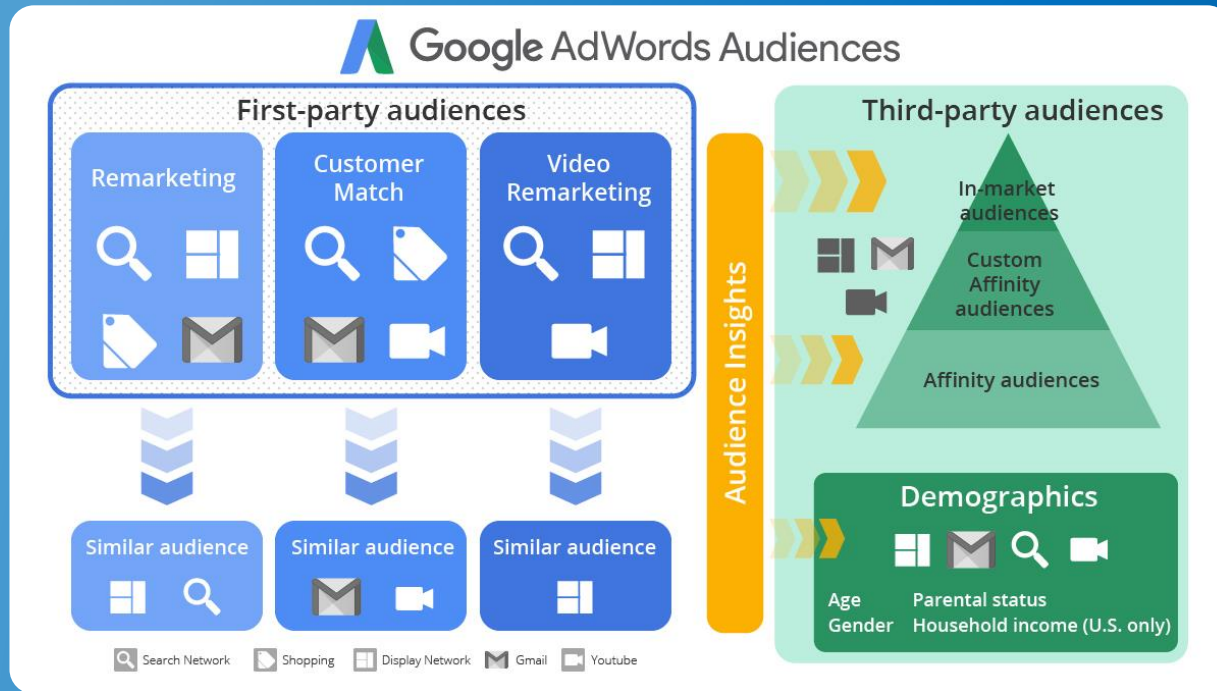 Google AdWords Audiences
First-party audiences
Remarketing
Customer
Match
Video
Remarketing
Similar audience
Similar audience
Similar audience
Search Network
Shopping
Display Network
Gmail
Youtube
Audience Insights
Third-party audiences
In-market
audiences
Custom
Affinity
audiences
Affinity audiences
Demographics
Age Parental status
Gender Household income (U.S. only)